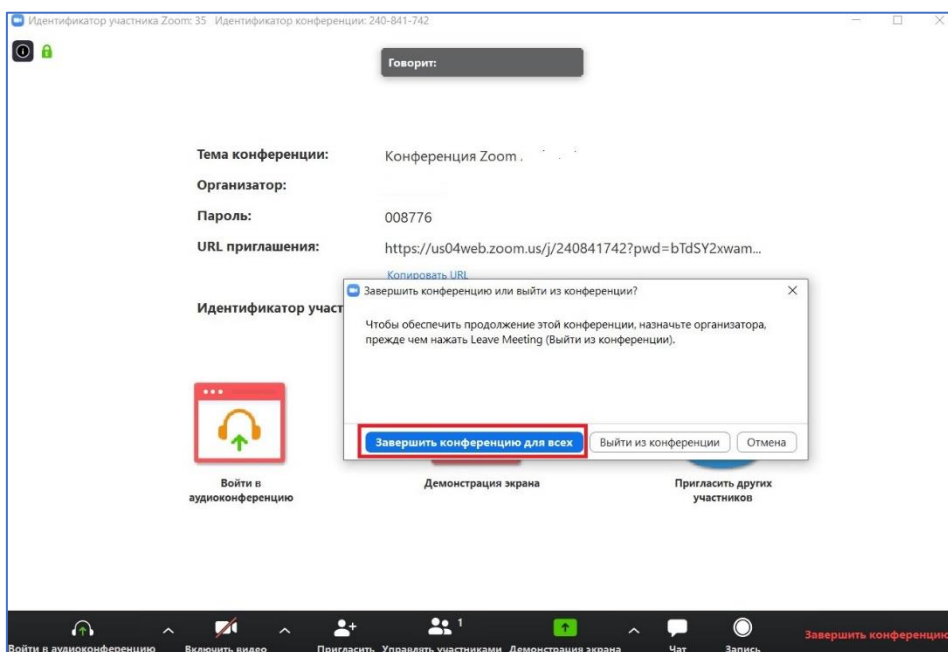 Идентификатор участника Zoom: 35 Идентификатор конференции: 240-841-742
Говорит:
Тема конференции: Конференция Zoom
Организатор:
Пароль: 008776
URL приглашения: https://us04web.zoom.us/j/240841742?pwd=bTdSY2xwam...
Копировать URL
Идентификатор участ
Завершить конференцию или выйти из конференции?
Чтобы обеспечить продолжение этой конференции, назначьте организатора,
прежде чем нажать Leave Meeting (Выйти из конференции).
Завершить конференцию для всех Выйти из конференции Отмена
Войти в
аудиоконференцию
Демонстрация экрана
Пригласить других
участников
1
Войти в аудиоконференцию Включить видео Пригласить Управлять участниками Демонстрация экрана Чат Запись Завершить конференцию